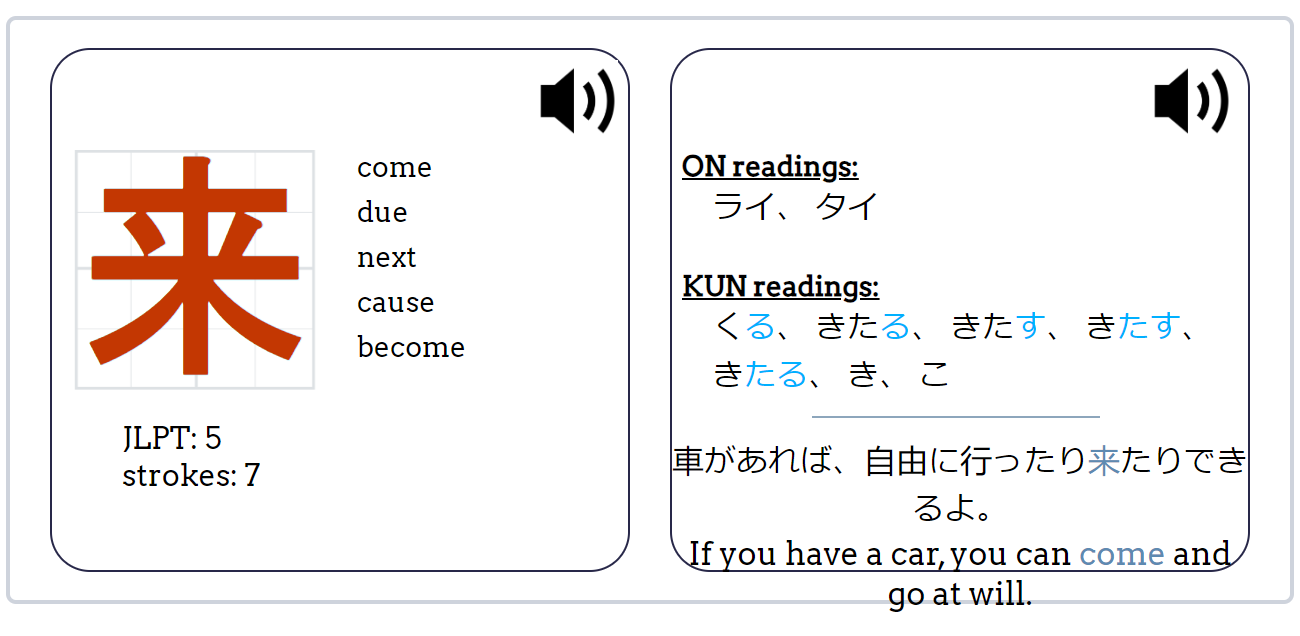 来
come
due
next
cause
become
JLPT: 5
strokes: 7
ON readings:
ライ、 タイ
KUN readings:
くる、 きたる、 きたす、 きたす、
きたる、 き、 こ
車があれば、自由に行ったり来たりでき
るよ。
If you have a car, you can come and
go at will.